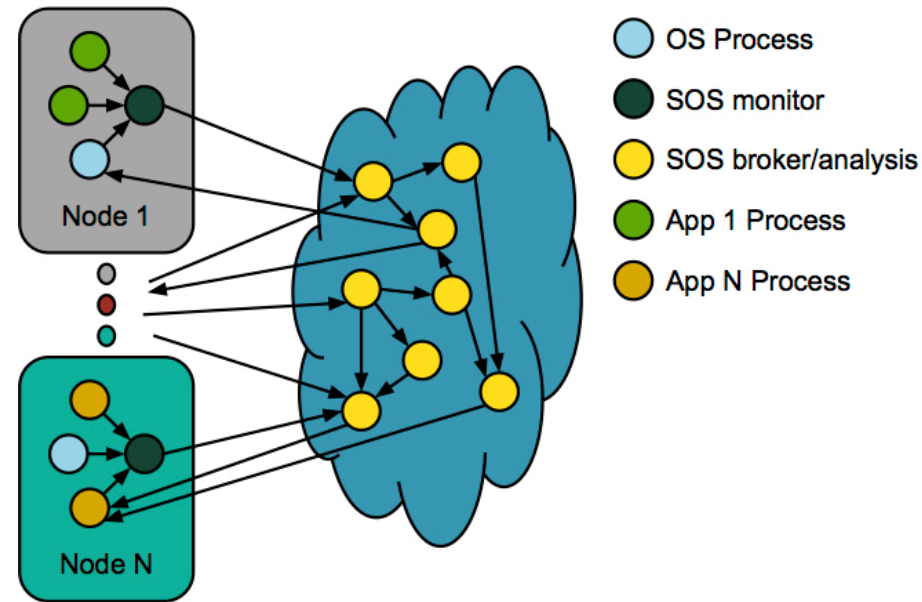 Node 1
Node N
OS Process
SOS monitor
SOS broker/analysis
App 1 Process
App N Process